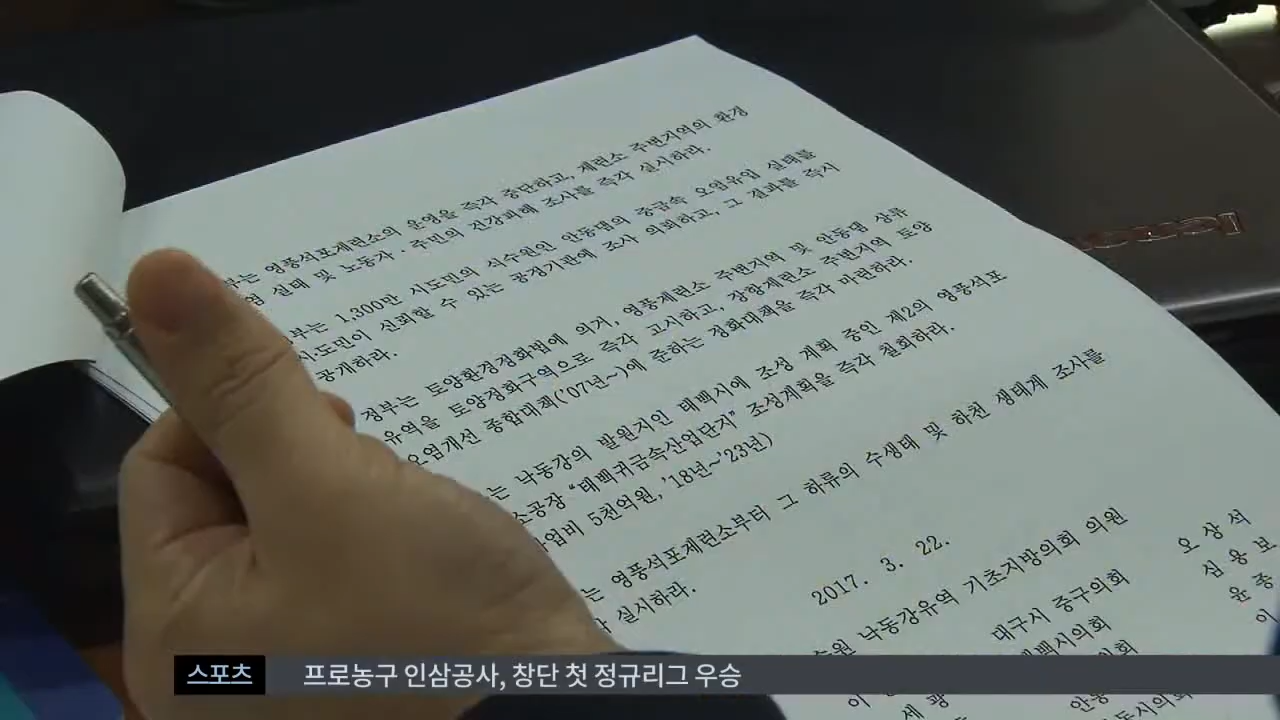 부는 영풍석포제련소의 운영을 즉각 중단하고, 제련소 주변지역의 환경
실태 및 노동자 · 주민의 건강피해 조사를 즉각 실시하라.
부는 1,300만 시도민의 식수원인 안동댐의 중금속 오염유입 실태를
시·도민이 신뢰할 수 있는 공정기관에 조사 의뢰하고, 그 결과를 즉시
공개하라.
정부는 토양환경정화법에 의거, 영풍제련소 주변지역 및 안동댐 상류
유역을 토양정화구역으로 즉각 고시하고, 장항제련소 주변지역 토양
오염개선 종합대책('07년~)에 준하는 정화대책을 즉각 마련하라.
는 낙동강의 발원지인 태백시에 조성 계획 중인 제2의 영풍석포
소공장 “태백귀금속산업단지” 조성계획을 즉각 철회하라.
업비 5천억원, '18년~'23년)
는 영풍석포제련소부터 그 하류의 수생태 및 하천 생태계 조사를
실시하라.
2017. 3. 22.
낙동강유역 기초지방의회 의원
대구시 중구의회 오상석
태백시의회 심용보
윤종
이
세광
lenovo
스포츠 프로농구 인삼공사, 창단 첫 정규리그 우승